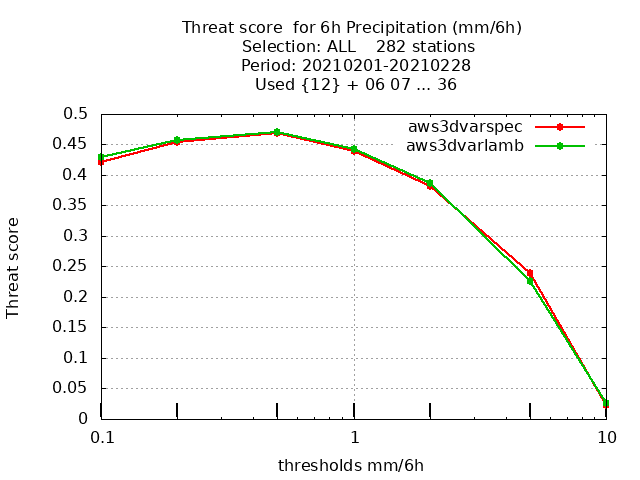 Threat score  for 6h Precipitation (mm/6h)
Selection: ALL    282 stations
Period: 20210201-20210228
Used {12} + 06 07 ... 36
aws3dvarspec
aws3dvarlamb
0.5
0.45
0.4
0.35
0.3
0.25
0.2
0.15
0.1
0.05
0
Threat score
0.1 1 10
thresholds mm/6h